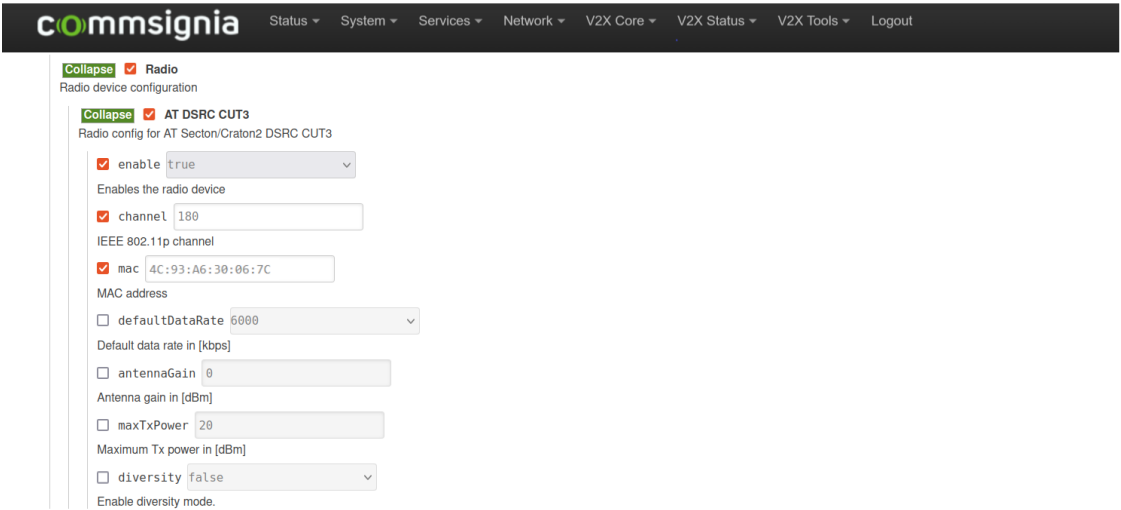 commsignia Status System Services Network V2X Core V2X Status V2X Tools Logout
Collapse Radio
Radio device configuration
Collapse AT DSRC CUT3
Radio config for AT Secton/Craton2 DSRC CUT3
enable true
Enables the radio device
channel 180
IEEE 802.11p channel
mac 4C:93:A6:30:06:7C
MAC address
defaultDataRate 6000
Default data rate in [kbps]
antennaGain 0
Antenna gain in [dBm]
maxTxPower 20
Maximum Tx power in [dBm]
diversity false
Enable diversity mode.